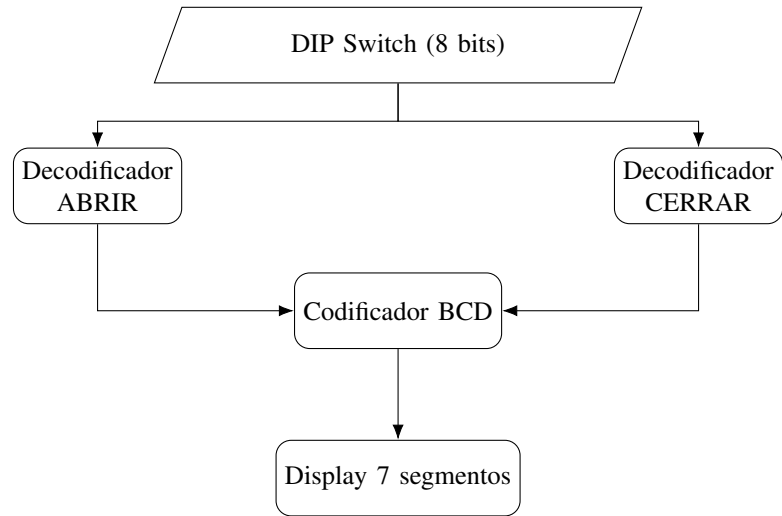 DIP Switch (8 bits)
Decodificador
ABRIR
Decodificador
CERRAR
Codificador BCD
Display 7 segmentos